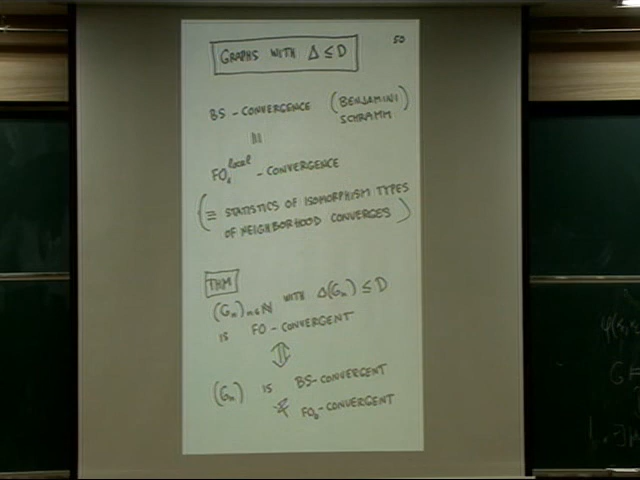 50
GRAPHS WITH Δ ≤ D
BS - CONVERGENCE (BENJAMINI
SCHRAMM)
|||
FO₁^local - CONVERGENCE
(≡ STATISTICS OF ISOMORPHISM TYPES
OF NEIGHBORHOOD CONVERGES)
THM
(Gₙ)ₙ∈ℕ WITH Δ(Gₙ) ≤ D
IS FO - CONVERGENT
⇕
(Gₙ) IS BS-CONVERGENT
& FO₀-CONVERGENT